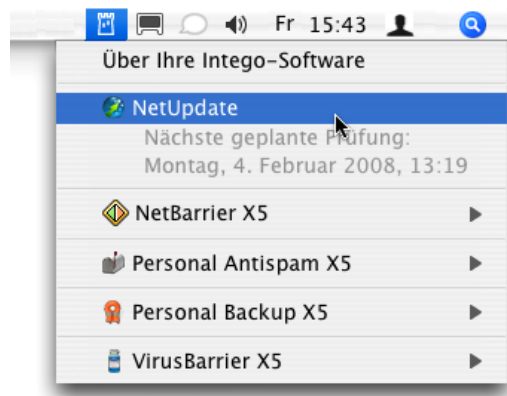 Fr 15:43
Über Ihre Intego-Software
NetUpdate
Nächste geplante Prüfung:
Montag, 4. Februar 2008, 13:19
NetBarrier X5
Personal Antispam X5
Personal Backup X5
VirusBarrier X5